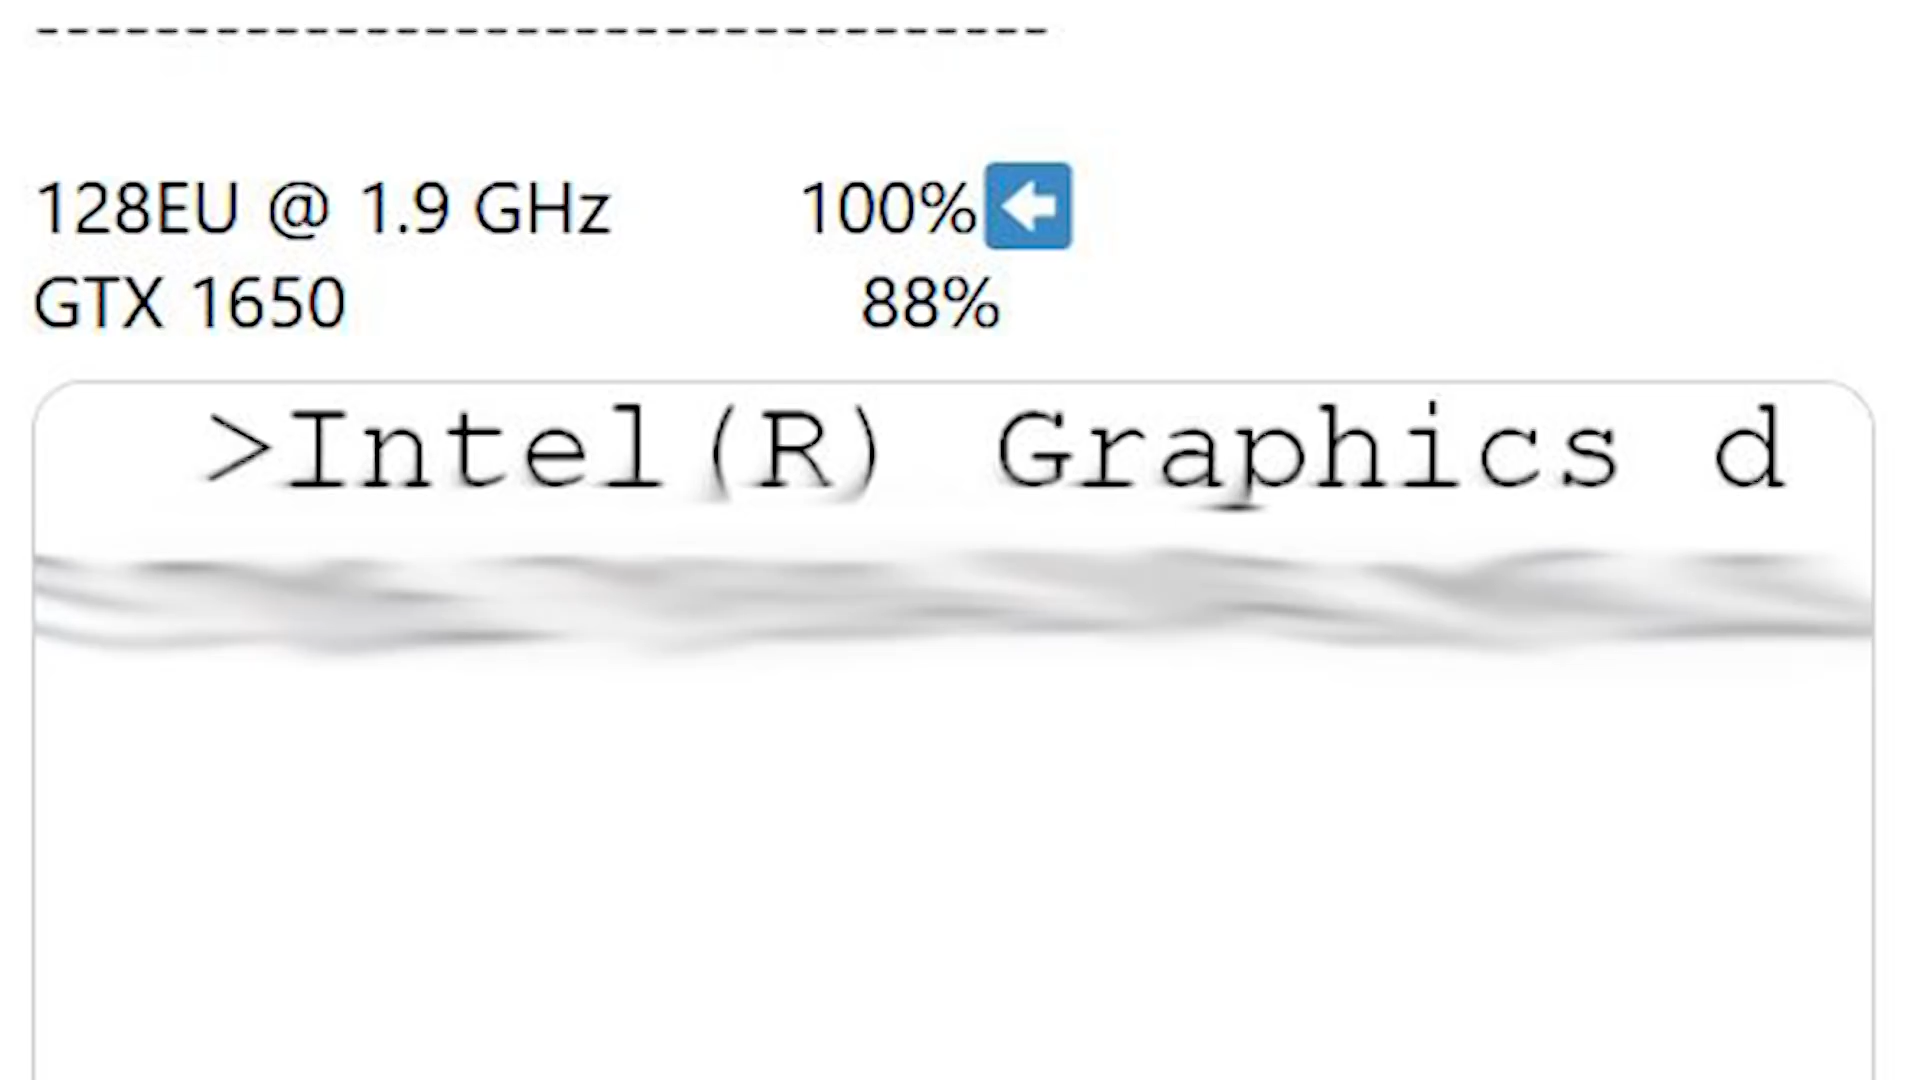 ----------------------------------
128EU @ 1.9 GHz 100%⬅
GTX 1650 88%
>Intel(R) Graphics d